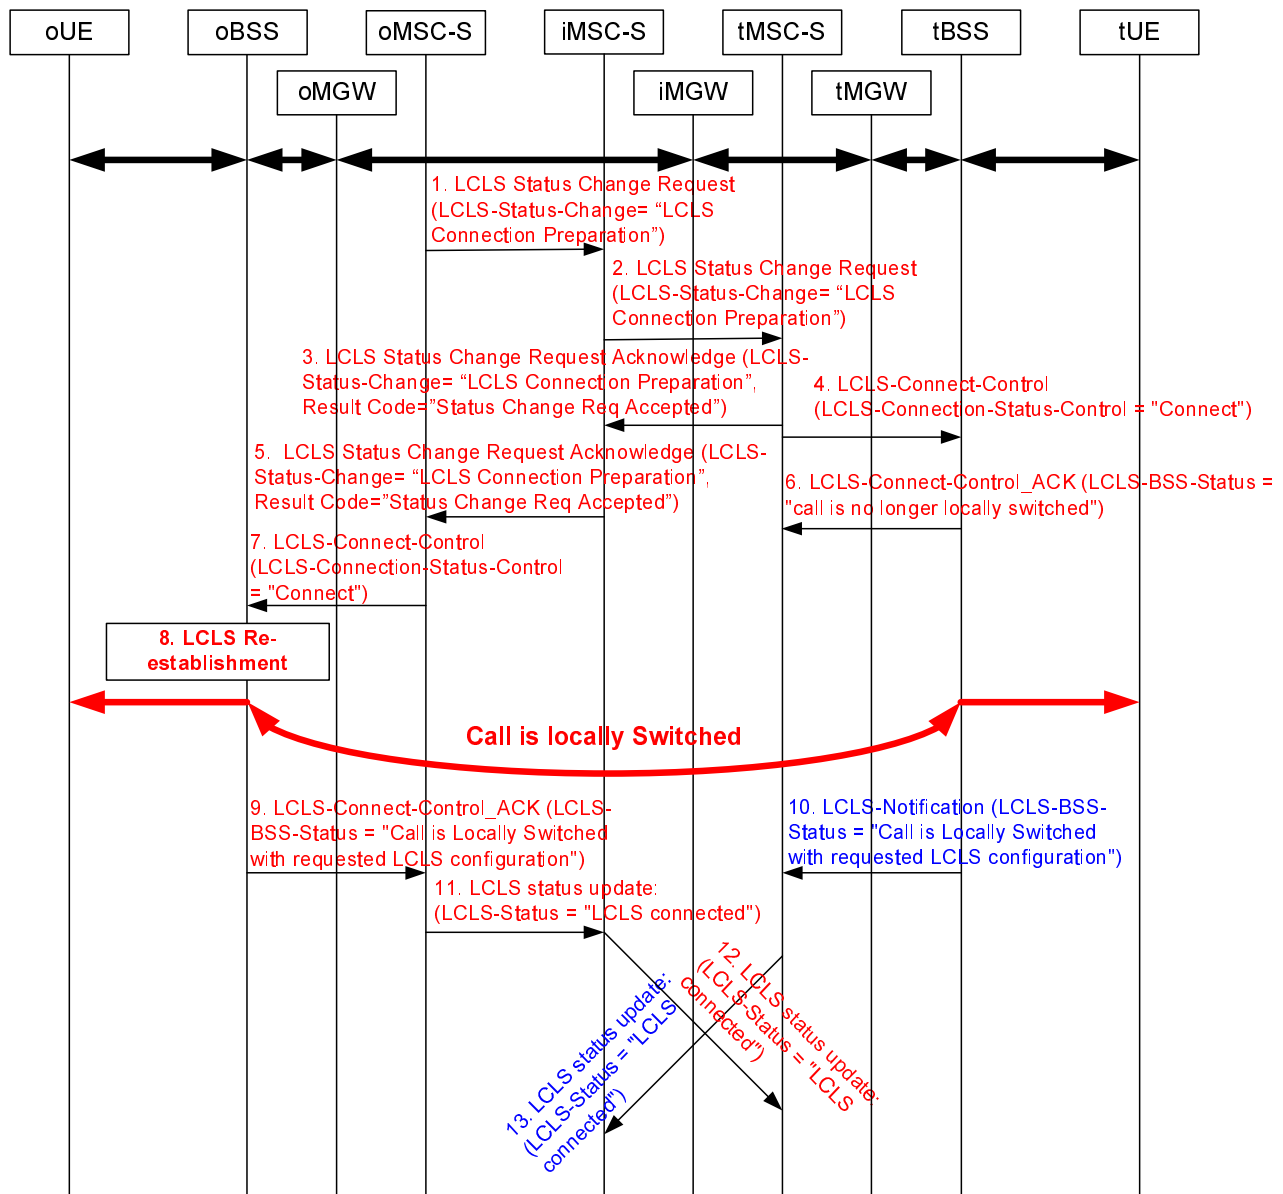 oUE
oBSS
oMSC-S
iMSC-S
tMSC-S
tBSS
tUE
oMGW
iMGW
tMGW
1. LCLS Status Change Request
(LCLS-Status-Change= “LCLS
Connection Preparation”)
2. LCLS Status Change Request
(LCLS-Status-Change= “LCLS
Connection Preparation”)
3. LCLS Status Change Request Acknowledge (LCLS-
Status-Change= “LCLS Connection Preparation”,
Result Code=”Status Change Req Accepted”)
4. LCLS-Connect-Control
(LCLS-Connection-Status-Control = "Connect")
5.  LCLS Status Change Request Acknowledge (LCLS-
Status-Change= “LCLS Connection Preparation”,
Result Code=”Status Change Req Accepted”)
6. LCLS-Connect-Control_ACK (LCLS-BSS-Status =
"call is no longer locally switched")
7. LCLS-Connect-Control
(LCLS-Connection-Status-Control
= "Connect")
8. LCLS Re-
establishment
Call is locally Switched
9. LCLS-Connect-Control_ACK (LCLS-
BSS-Status = "Call is Locally Switched
with requested LCLS configuration")
10. LCLS-Notification (LCLS-BSS-
Status = "Call is Locally Switched
with requested LCLS configuration")
11. LCLS status update:
(LCLS-Status = "LCLS connected")
12. LCLS status update:
(LCLS-Status = "LCLS
connected")
13. LCLS status update:
(LCLS-Status = "LCLS
connected")